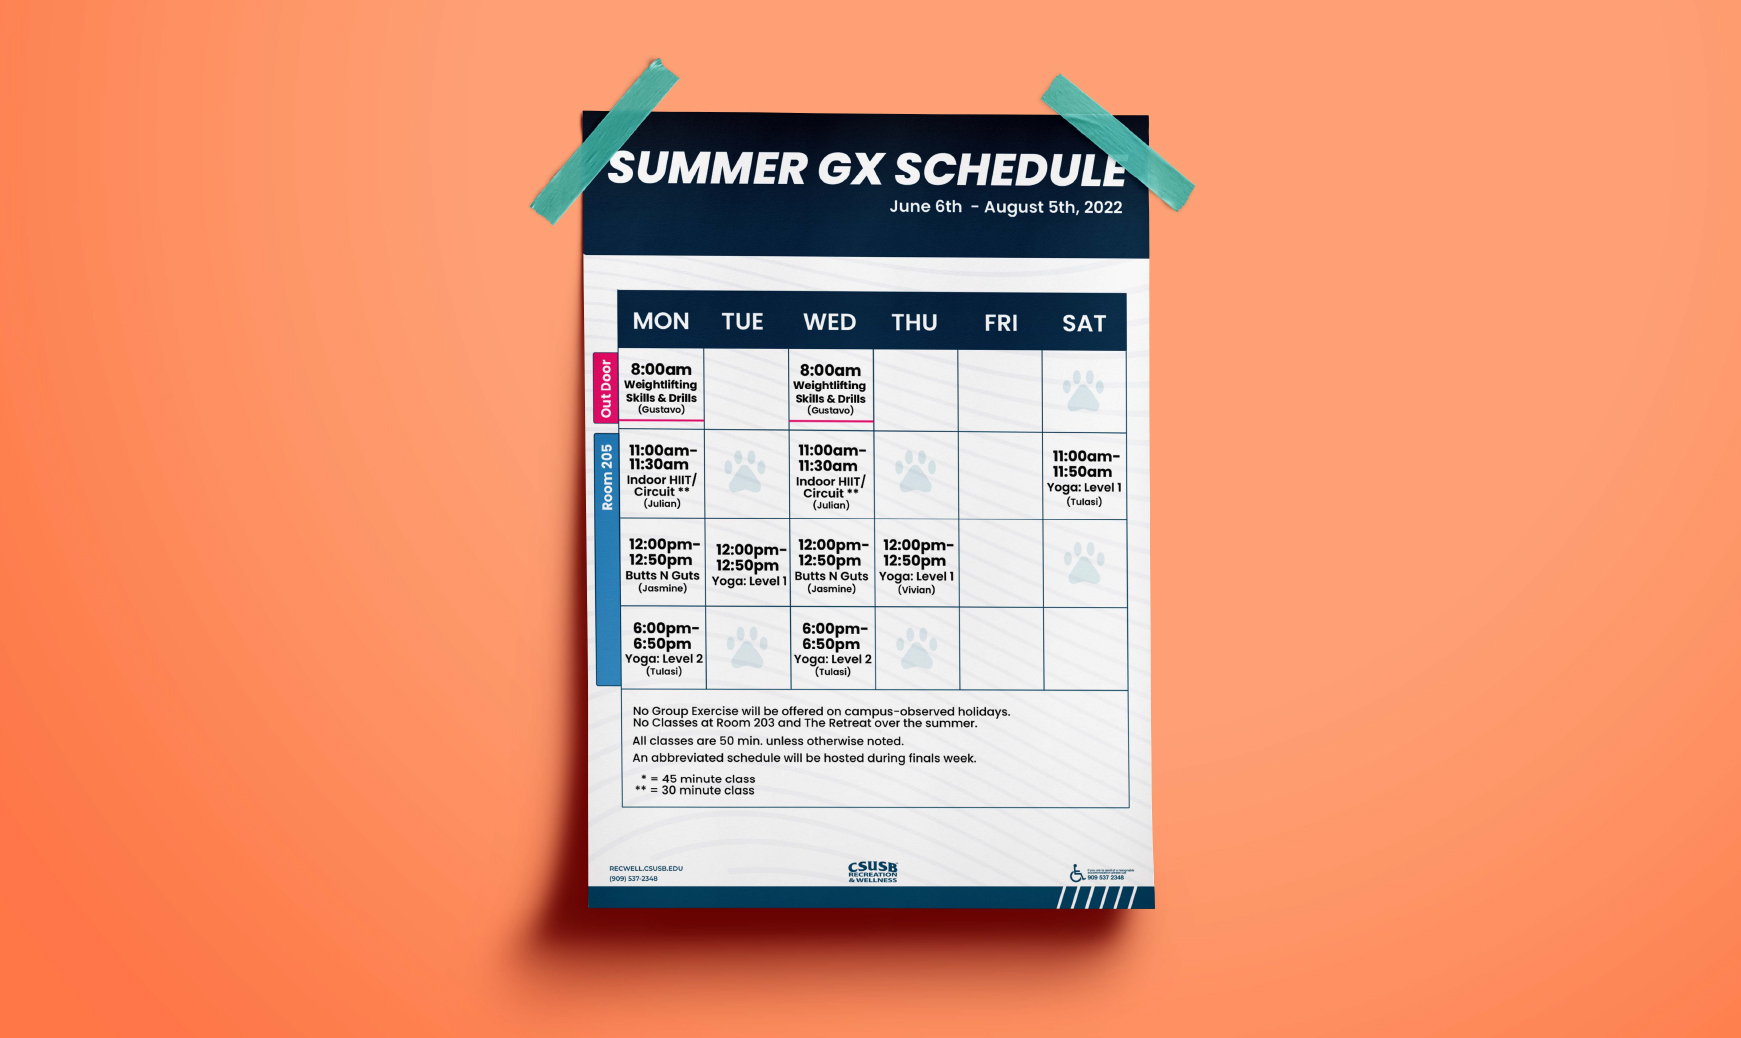 SUMMER GX SCHEDULE
June 6th - August 5th, 2022
MON TUE WED THU FRI SAT
Out Door
8:00am
Weightlifting
Skills & Drills
(Gustavo)
8:00am
Weightlifting
Skills & Drills
(Gustavo)
Room 205
11:00am-
11:30am
Indoor HIIT/
Circuit **
(Julian)
11:00am-
11:30am
Indoor HIIT/
Circuit **
(Julian)
11:00am-
11:50am
Yoga: Level 1
(Tulasi)
12:00pm-
12:50pm
Butts N Guts
(Jasmine)
12:00pm-
12:50pm
Yoga: Level 1
12:00pm-
12:50pm
Butts N Guts
(Jasmine)
12:00pm-
12:50pm
Yoga: Level 1
(Vivian)
6:00pm-
6:50pm
Yoga: Level 2
(Tulasi)
6:00pm-
6:50pm
Yoga: Level 2
(Tulasi)
No Group Exercise will be offered on campus-observed holidays.
No Classes at Room 203 and The Retreat over the summer.
All classes are 50 min. unless otherwise noted.
An abbreviated schedule will be hosted during finals week.
* = 45 minute class
** = 30 minute class
RECWELL.CSUSB.EDU
(909) 537-2348
CSUSB
RECREATION
& WELLNESS
909 537 2348